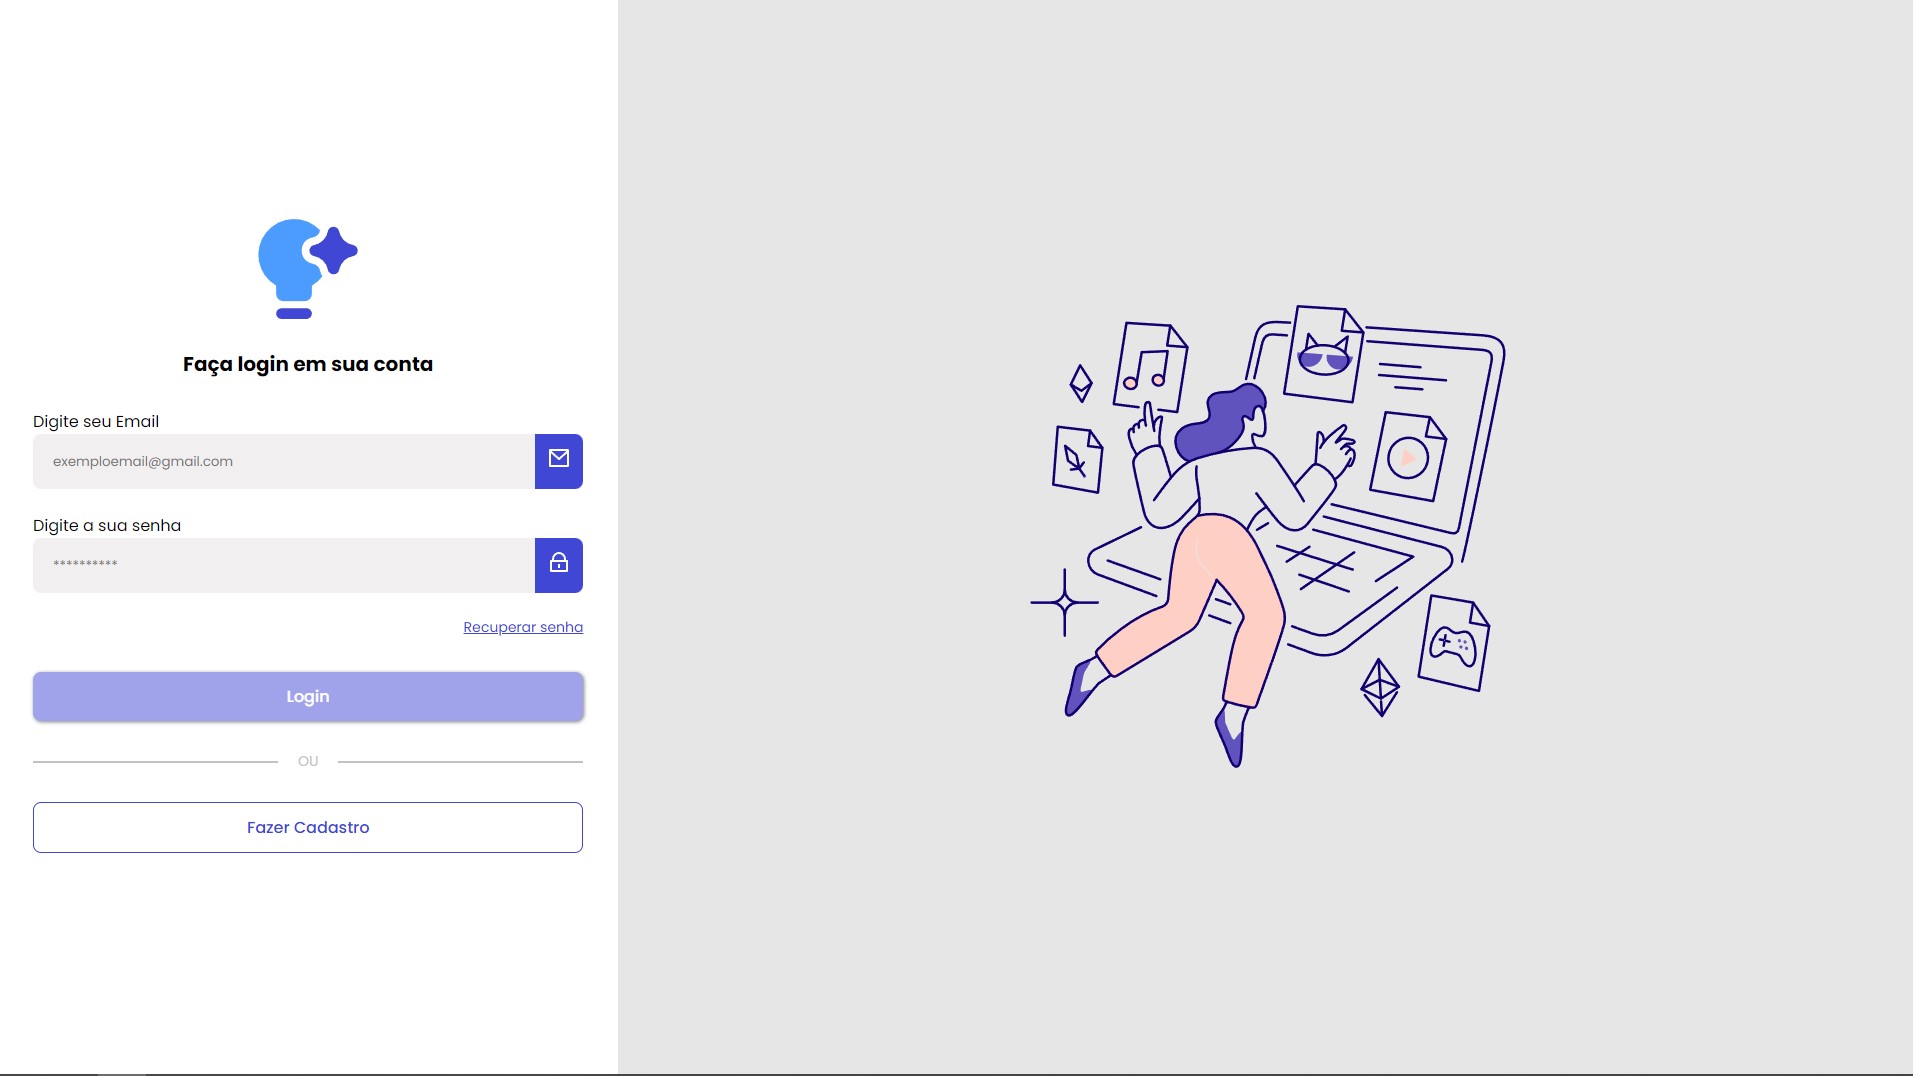 Faça login em sua conta
Digite seu Email
exemploemail@gmail.com
Digite a sua senha
**********
Recuperar senha
Login
OU
Fazer Cadastro